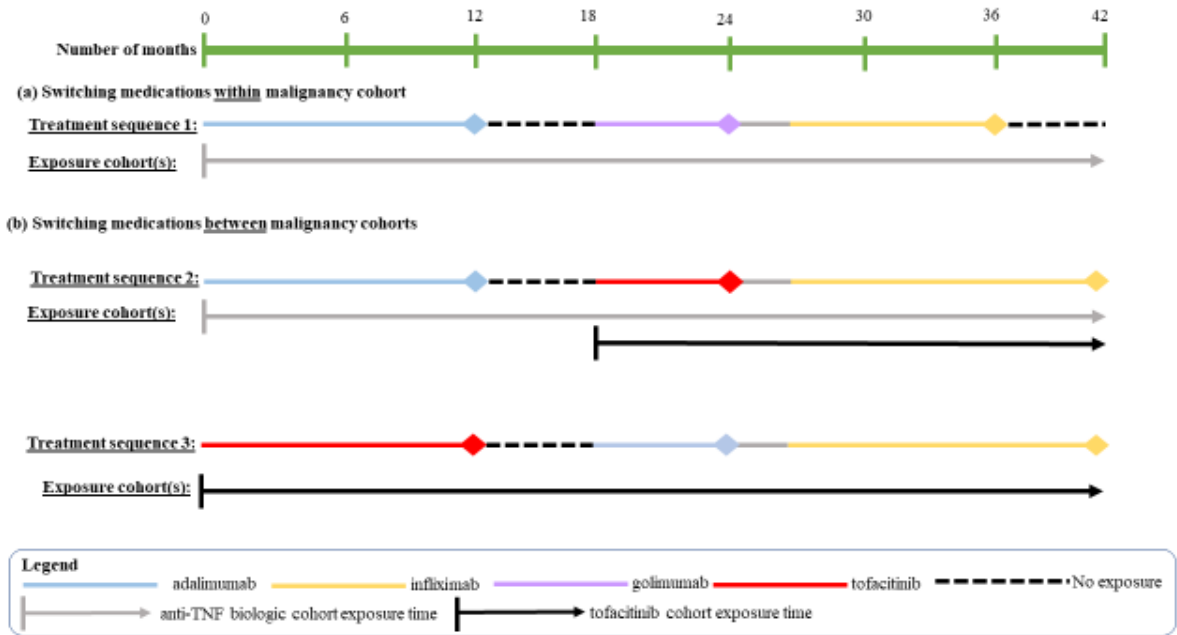 0 6 12 18 24 30 36 42
Number of months
(a) Switching medications within malignancy cohort
Treatment sequence 1:
Exposure cohort(s):
(b) Switching medications between malignancy cohorts
Treatment sequence 2:
Exposure cohort(s):
Treatment sequence 3:
Exposure cohort(s):
Legend
adalimumab infliximab golimumab tofacitinib No exposure
anti-TNF biologic cohort exposure time tofacitinib cohort exposure time